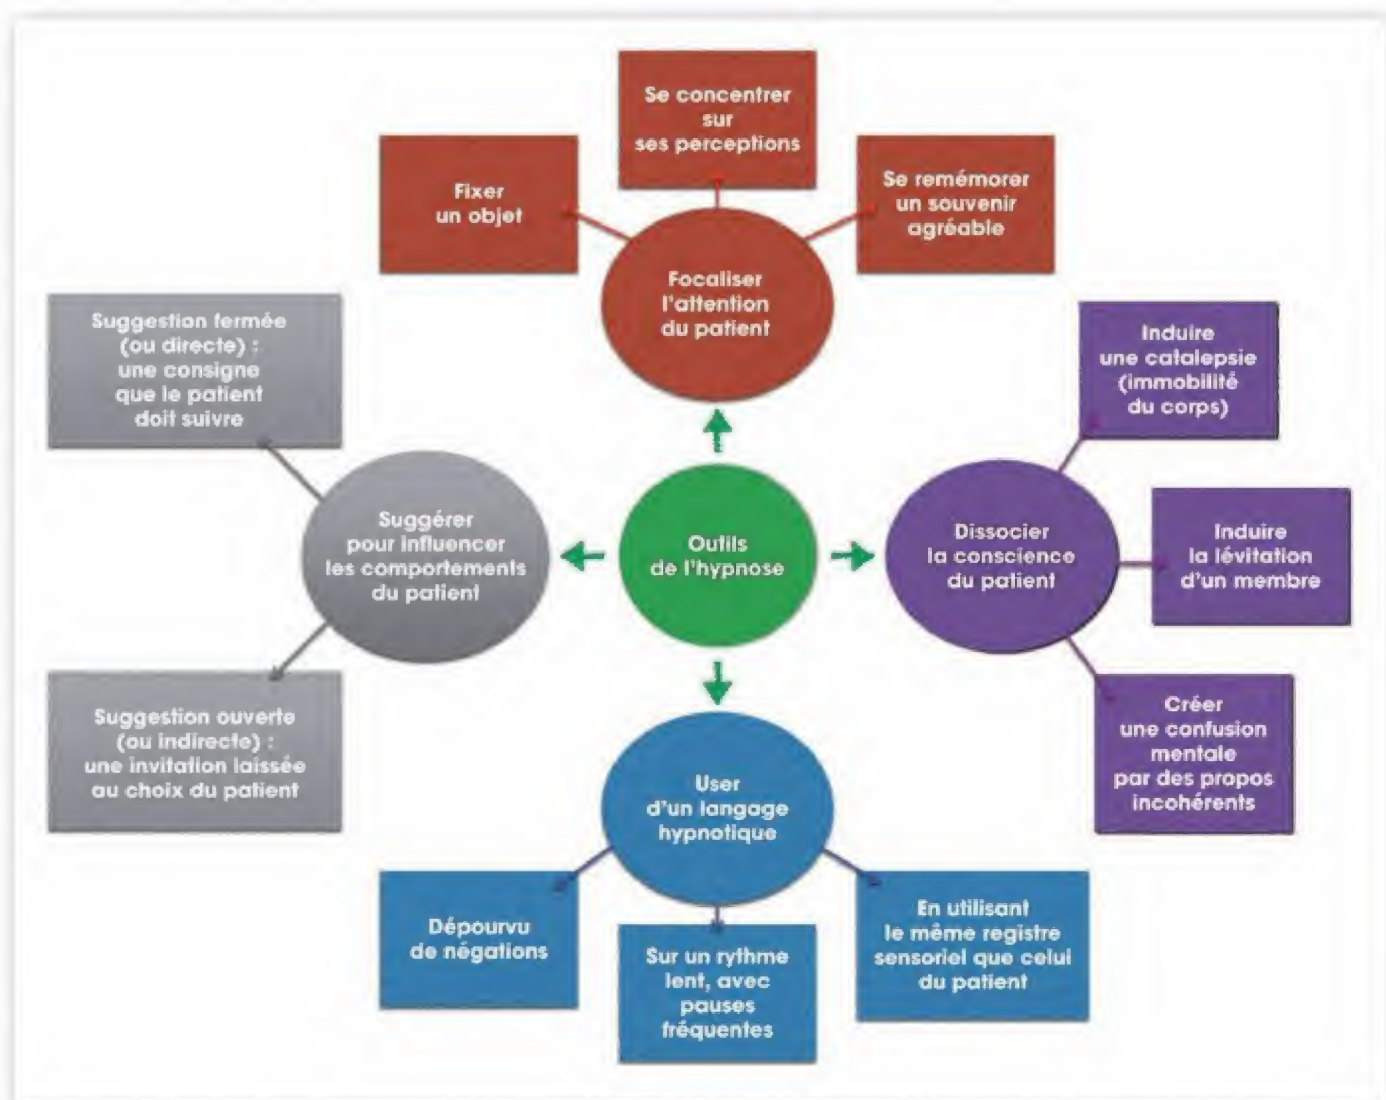 Se concentrer
sur
ses perceptions
Fixer
un objet
Se remémorer
un souvenir
agréable
Focaliser
l'attention
du patient
Suggestion fermée
(ou directe) :
une consigne
que le patient
doit suivre
Induire
une catalepsie
(immobilité
du corps)
Suggérer
pour influencer
les comportements
du patient
Outils
de l'hypnose
Dissocier
la conscience
du patient
Induire
la lévitation
d'un membre
Suggestion ouverte
(ou indirecte) :
une invitation laissée
au choix du patient
Créer
une confusion
mentale
par des propos
incohérents
User
d'un langage
hypnotique
Dépourvu
de négations
Sur un rythme
lent, avec
pauses
fréquentes
En utilisant
le même registre
sensoriel que celui
du patient